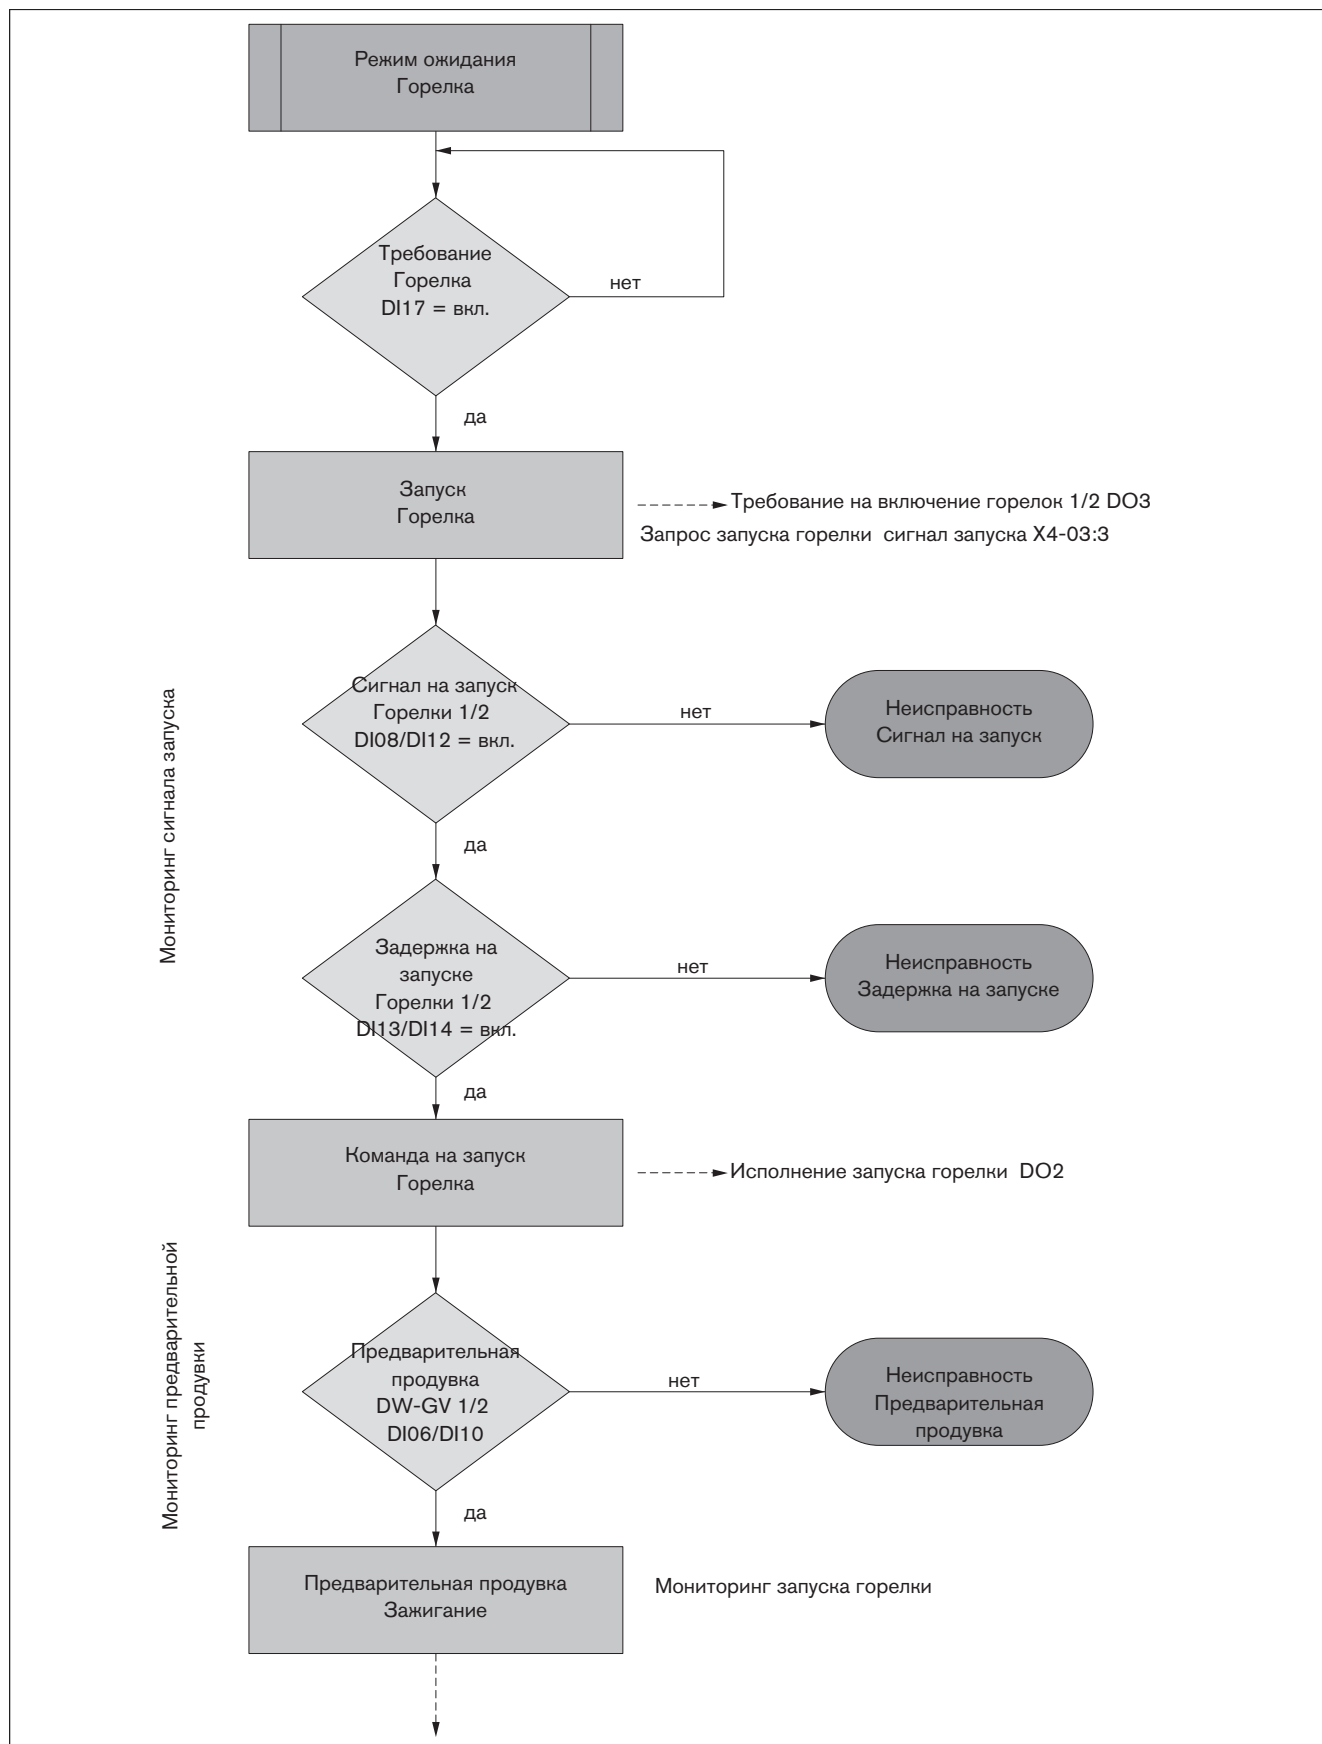 Режим ожидания
Горелка
Требование
Горелка
DI17 = вкл.
нет
да
Запуск
Горелка
Требование на включение горелок 1/2 DO3
Запрос запуска горелки сигнал запуска X4-03:3
Мониторинг сигнала запуска
Сигнал на запуск
Горелки 1/2
DI08/DI12 = вкл.
нет
Неисправность
Сигнал на запуск
да
Задержка на
запуске
Горелки 1/2
DI13/DI14 = вкл.
нет
Неисправность
Задержка на запуске
да
Команда на запуск
Горелка
Исполнение запуска горелки DO2
Мониторинг предварительной
продувки
Предварительная
продувка
DW-GV 1/2
DI06/DI10
нет
Неисправность
Предварительная
продувка
да
Предварительная продувка
Зажигание
Мониторинг запуска горелки